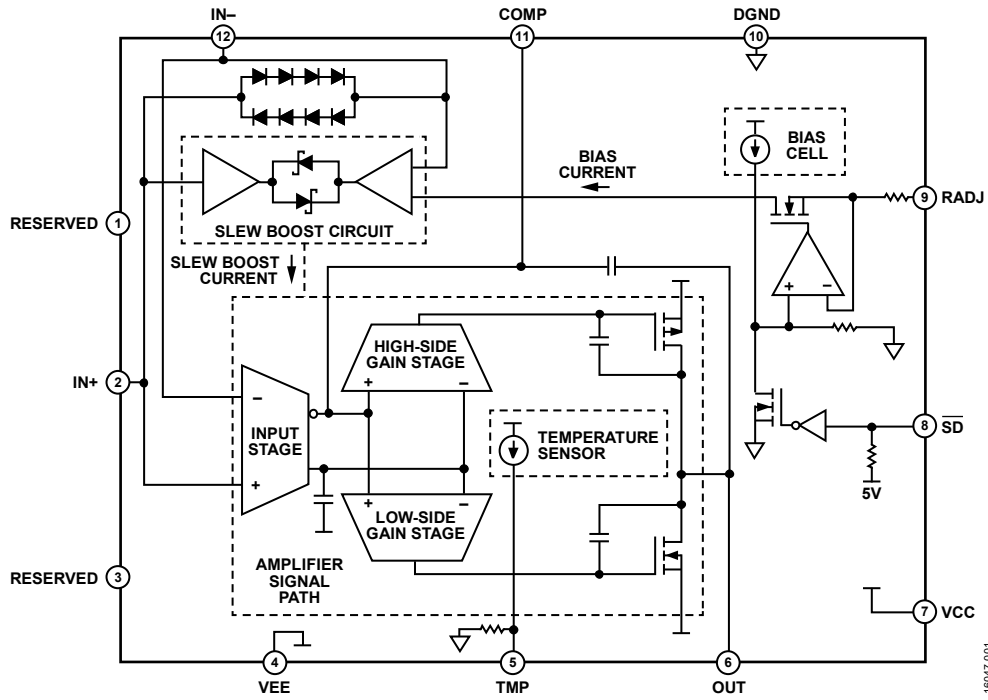 IN–
COMP
DGND
12
11
10
BIAS
CELL
BIAS
CURRENT
9 RADJ
RESERVED 1
SLEW BOOST CIRCUIT
SLEW BOOST
CURRENT
+ –
HIGH-SIDE
GAIN STAGE
IN+ 2
+ –
–
INPUT
STAGE
+
TEMPERATURE
SENSOR
8 SD
5V
+ –
LOW-SIDE
GAIN STAGE
RESERVED 3
AMPLIFIER
SIGNAL
PATH
7 VCC
4
5
6
VEE
TMP
OUT
16047-001